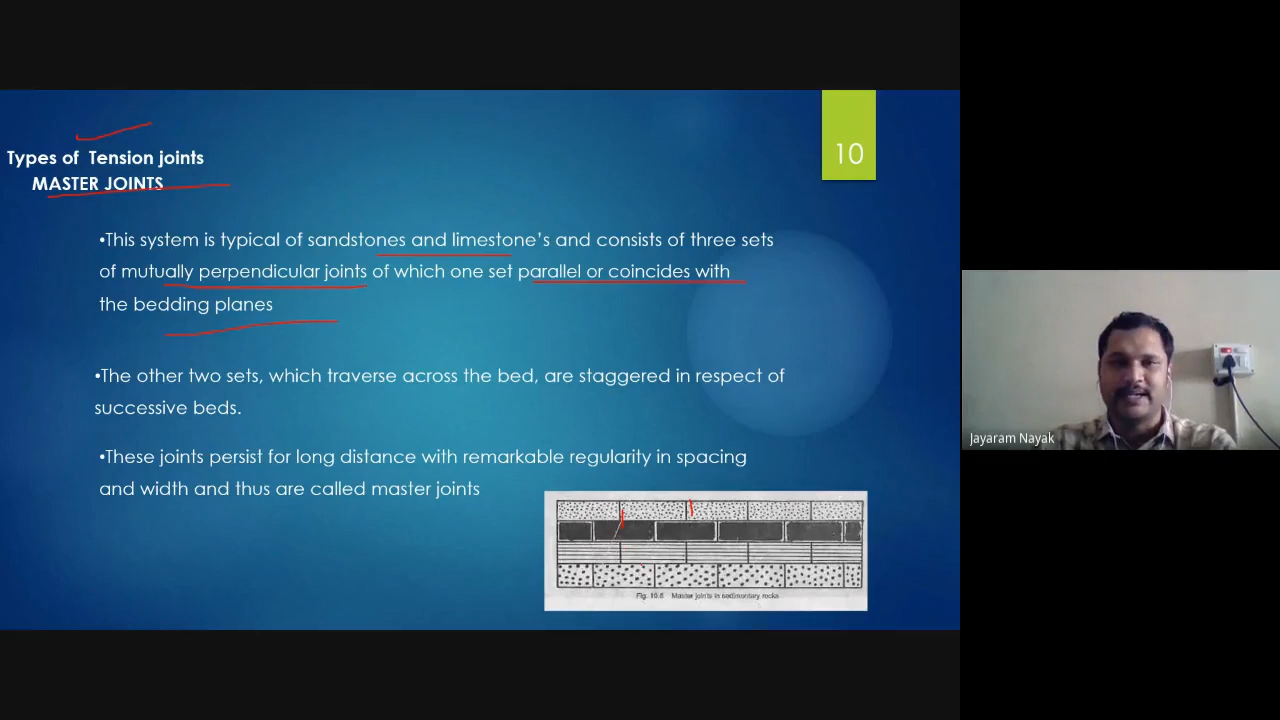 10
Types of Tension joints
MASTER JOINTS
•This system is typical of sandstones and limestone’s and consists of three sets
of mutually perpendicular joints of which one set parallel or coincides with
the bedding planes
•The other two sets, which traverse across the bed, are staggered in respect of
successive beds.
•These joints persist for long distance with remarkable regularity in spacing
and width and thus are called master joints
Fig. 10.6 Master joints in sedimentary rocks
Jayaram Nayak